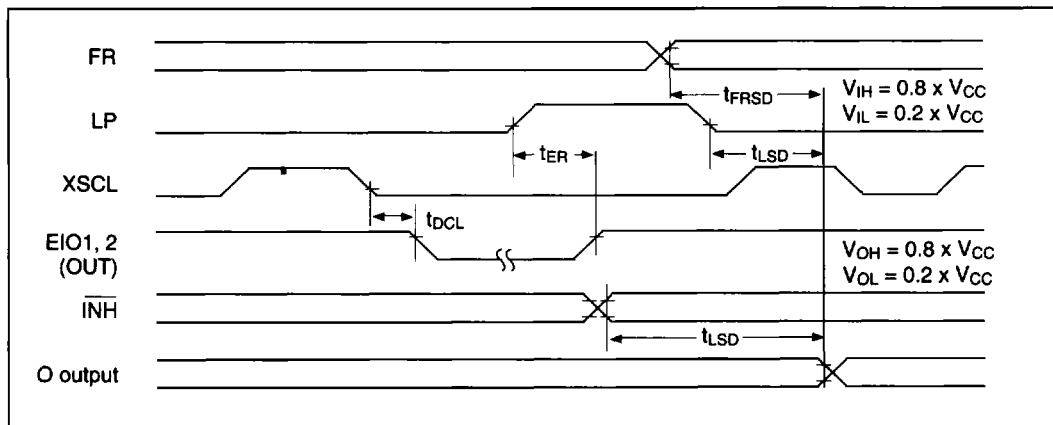 FR
tFRSD
VIH = 0.8 x VCC
VIL = 0.2 x VCC
LP
tER
tLSD
XSCL
tDCL
EIO1, 2
(OUT)
VOH = 0.8 x VCC
VOL = 0.2 x VCC
I̅N̅H̅
tLSD
O output